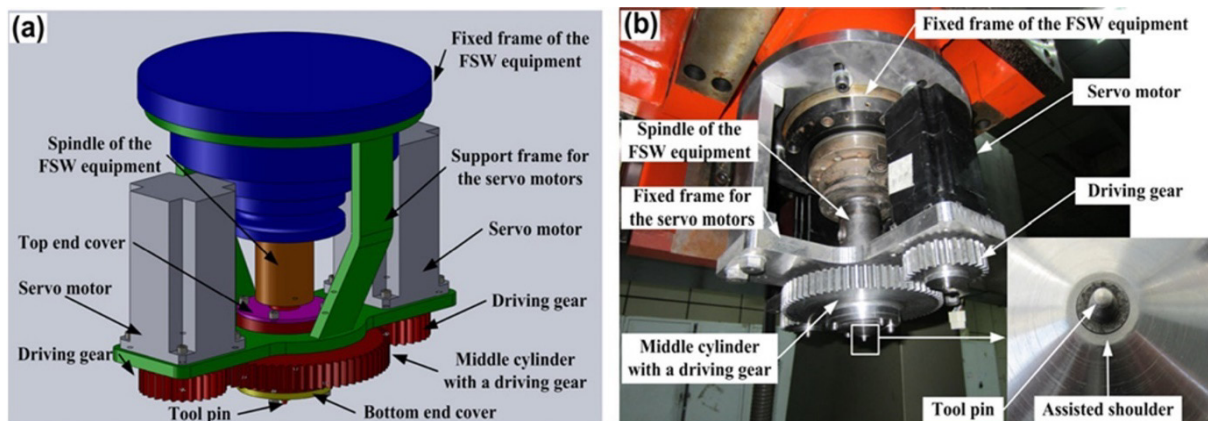 (a)
Fixed frame of the
FSW equipment
Spindle of the
FSW equipment
Support frame for
the servo motors
Top end cover
Servo motor
Servo motor
Driving gear
Driving gear
Middle cylinder
with a driving gear
Bottom end cover
Tool pin
(b)
Fixed frame of the FSW equipment
Servo motor
Spindle of the
FSW equipment
Driving gear
Fixed frame for
the servo motors
Middle cylinder
with a driving gear
Tool pin
Assisted shoulder